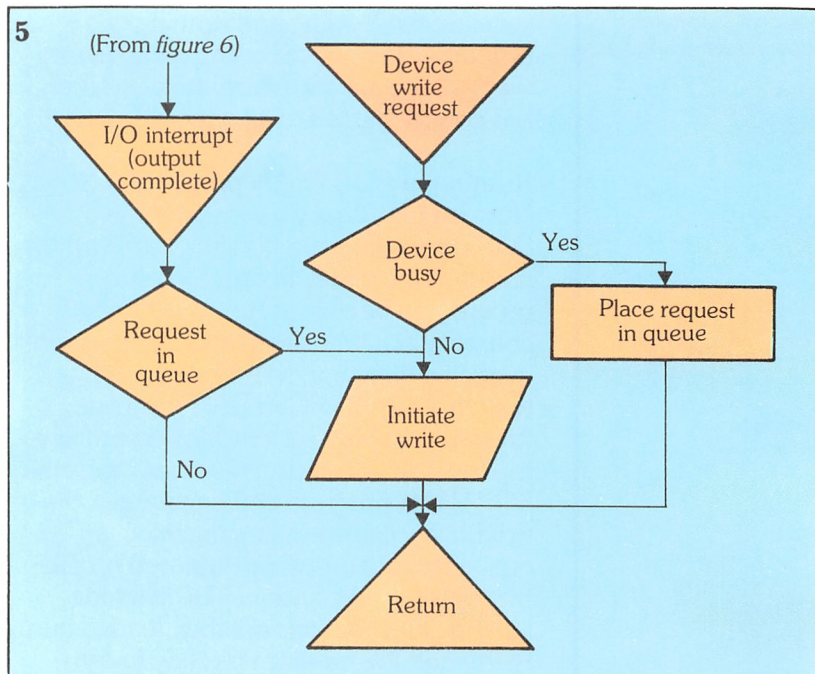 5
(From figure 6)
I/O interrupt
(output
complete)
Request
in
queue
Yes
No
Device
write
request
Device
busy
Yes
No
Place request
in queue
Initiate
write
Return